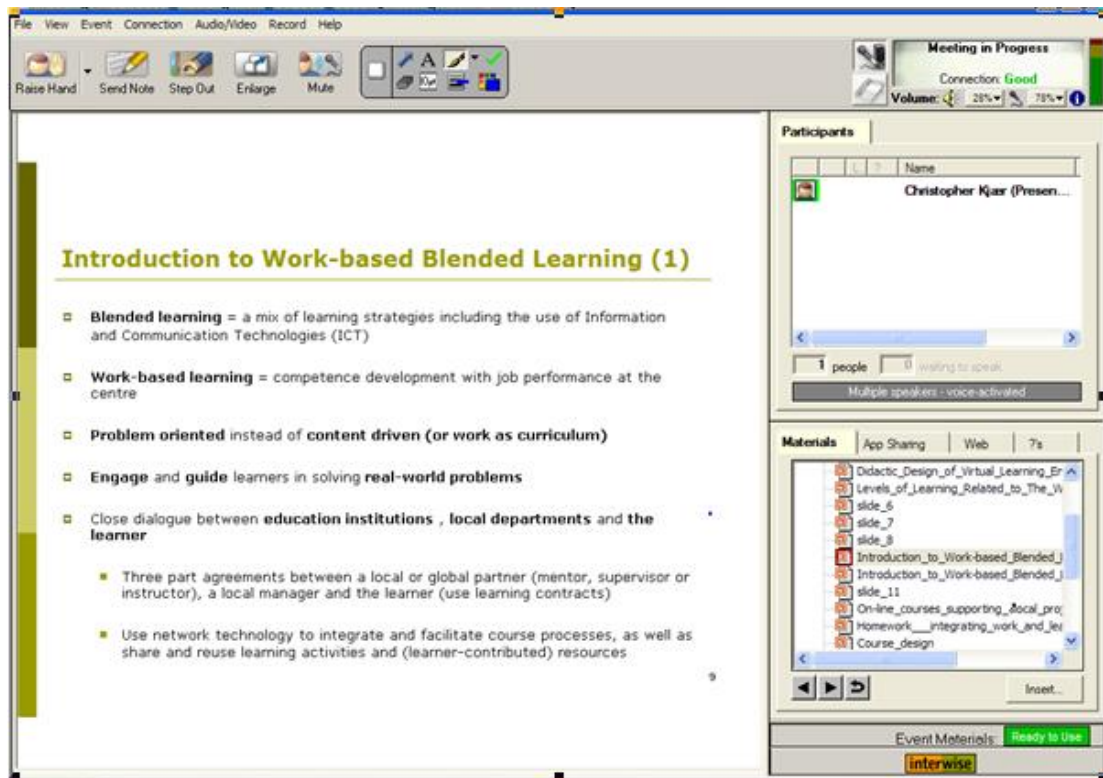 File View Event Connection Audio/Video Record Help
Raise Hand Send Note Step Out Enlarge Mute
Meeting in Progress
Connection: Good
Volume: 28% 78%
Introduction to Work-based Blended Learning (1)
Blended learning = a mix of learning strategies including the use of Information
and Communication Technologies (ICT)
Work-based learning = competence development with job performance at the
centre
Problem oriented instead of content driven (or work as curriculum)
Engage and guide learners in solving real-world problems
Close dialogue between education institutions , local departments and the
learner
Three part agreements between a local or global partner (mentor, supervisor or
instructor), a local manager and the learner (use learning contracts)
Use network technology to integrate and facilitate course processes, as well as
share and reuse learning activities and (learner-contributed) resources
9
Participants
L ? Name
Christopher Kjær (Presen...
1 people 0 waiting to speak
Multiple speakers - voice-activated
Materials App Sharing Web ?'s
Didactic_Design_of_Virtual_Learning_Er
Levels_of_Learning_Related_to_The_W
slide_6
slide_7
slide_8
Introduction_to_Work-based_Blended_
Introduction_to_Work-based_Blended_
slide_11
On-line_courses_supporting_local_pro
Homework___integrating_work_and_lea
Course_design
Insert...
Event Materials: Ready to Use
interwise